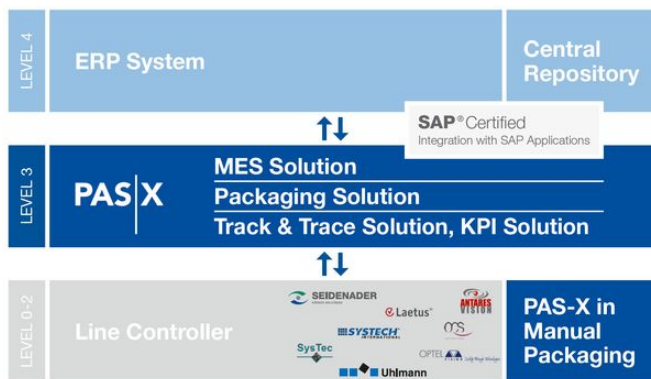 LEVEL 4
ERP System
Central
Repository
SAP® Certified
Integration with SAP Applications
LEVEL 3
PAS|X
MES Solution
Packaging Solution
Track & Trace Solution, KPI Solution
LEVEL 0-2
Line Controller
SEIDENADER
Laetus®
ANTARES
VISION
SYSTECH
INTERNATIONAL
SysTec
OPTEL
VISION
Uhlmann
PAS-X in
Manual
Packaging